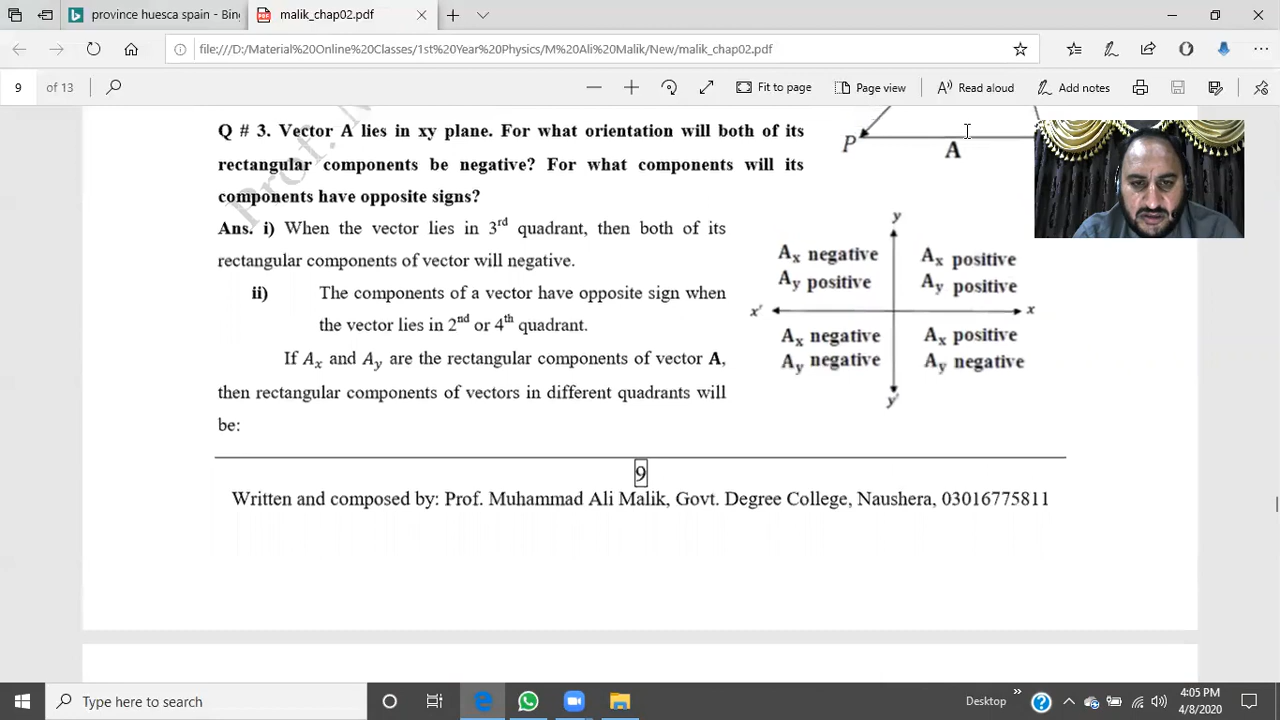 province huesca spain - Bing
malik_chap02.pdf
file:///D:/Material%20Online%20Classes/1st%20Year%20Physics/M%20Ali%20Malik/New/malik_chap02.pdf
9 of 13
Fit to page
Read aloud
Add notes
Prof.
P
A
Q # 3. Vector A lies in xy plane. For what orientation will both of its
rectangular components be negative? For what components will its
components have opposite signs?
Ans. i) When the vector lies in 3rd quadrant, then both of its
rectangular components of vector will negative.
ii) The components of a vector have opposite sign when
the vector lies in 2nd or 4th quadrant.
If Ax and Ay are the rectangular components of vector A,
then rectangular components of vectors in different quadrants will
be:
y
Ax negative
Ay positive
Ax positive
Ay positive
x'
x
Ax negative
Ay negative
Ax positive
Ay negative
y'
9
Written and composed by: Prof. Muhammad Ali Malik, Govt. Degree College, Naushera, 03016775811
Type here to search
Desktop
4:05 PM
4/8/2020